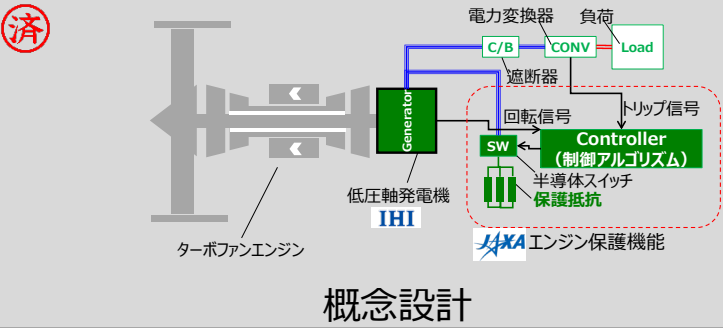 済
電力変換器
負荷
C/B
CONV
Load
遮断器
Generator
回転信号
トリップ信号
SW
Controller
（制御アルゴリズム）
半導体スイッチ
保護抵抗
低圧軸発電機
IHI
ターボファンエンジン
JAXA エンジン保護機能
概念設計